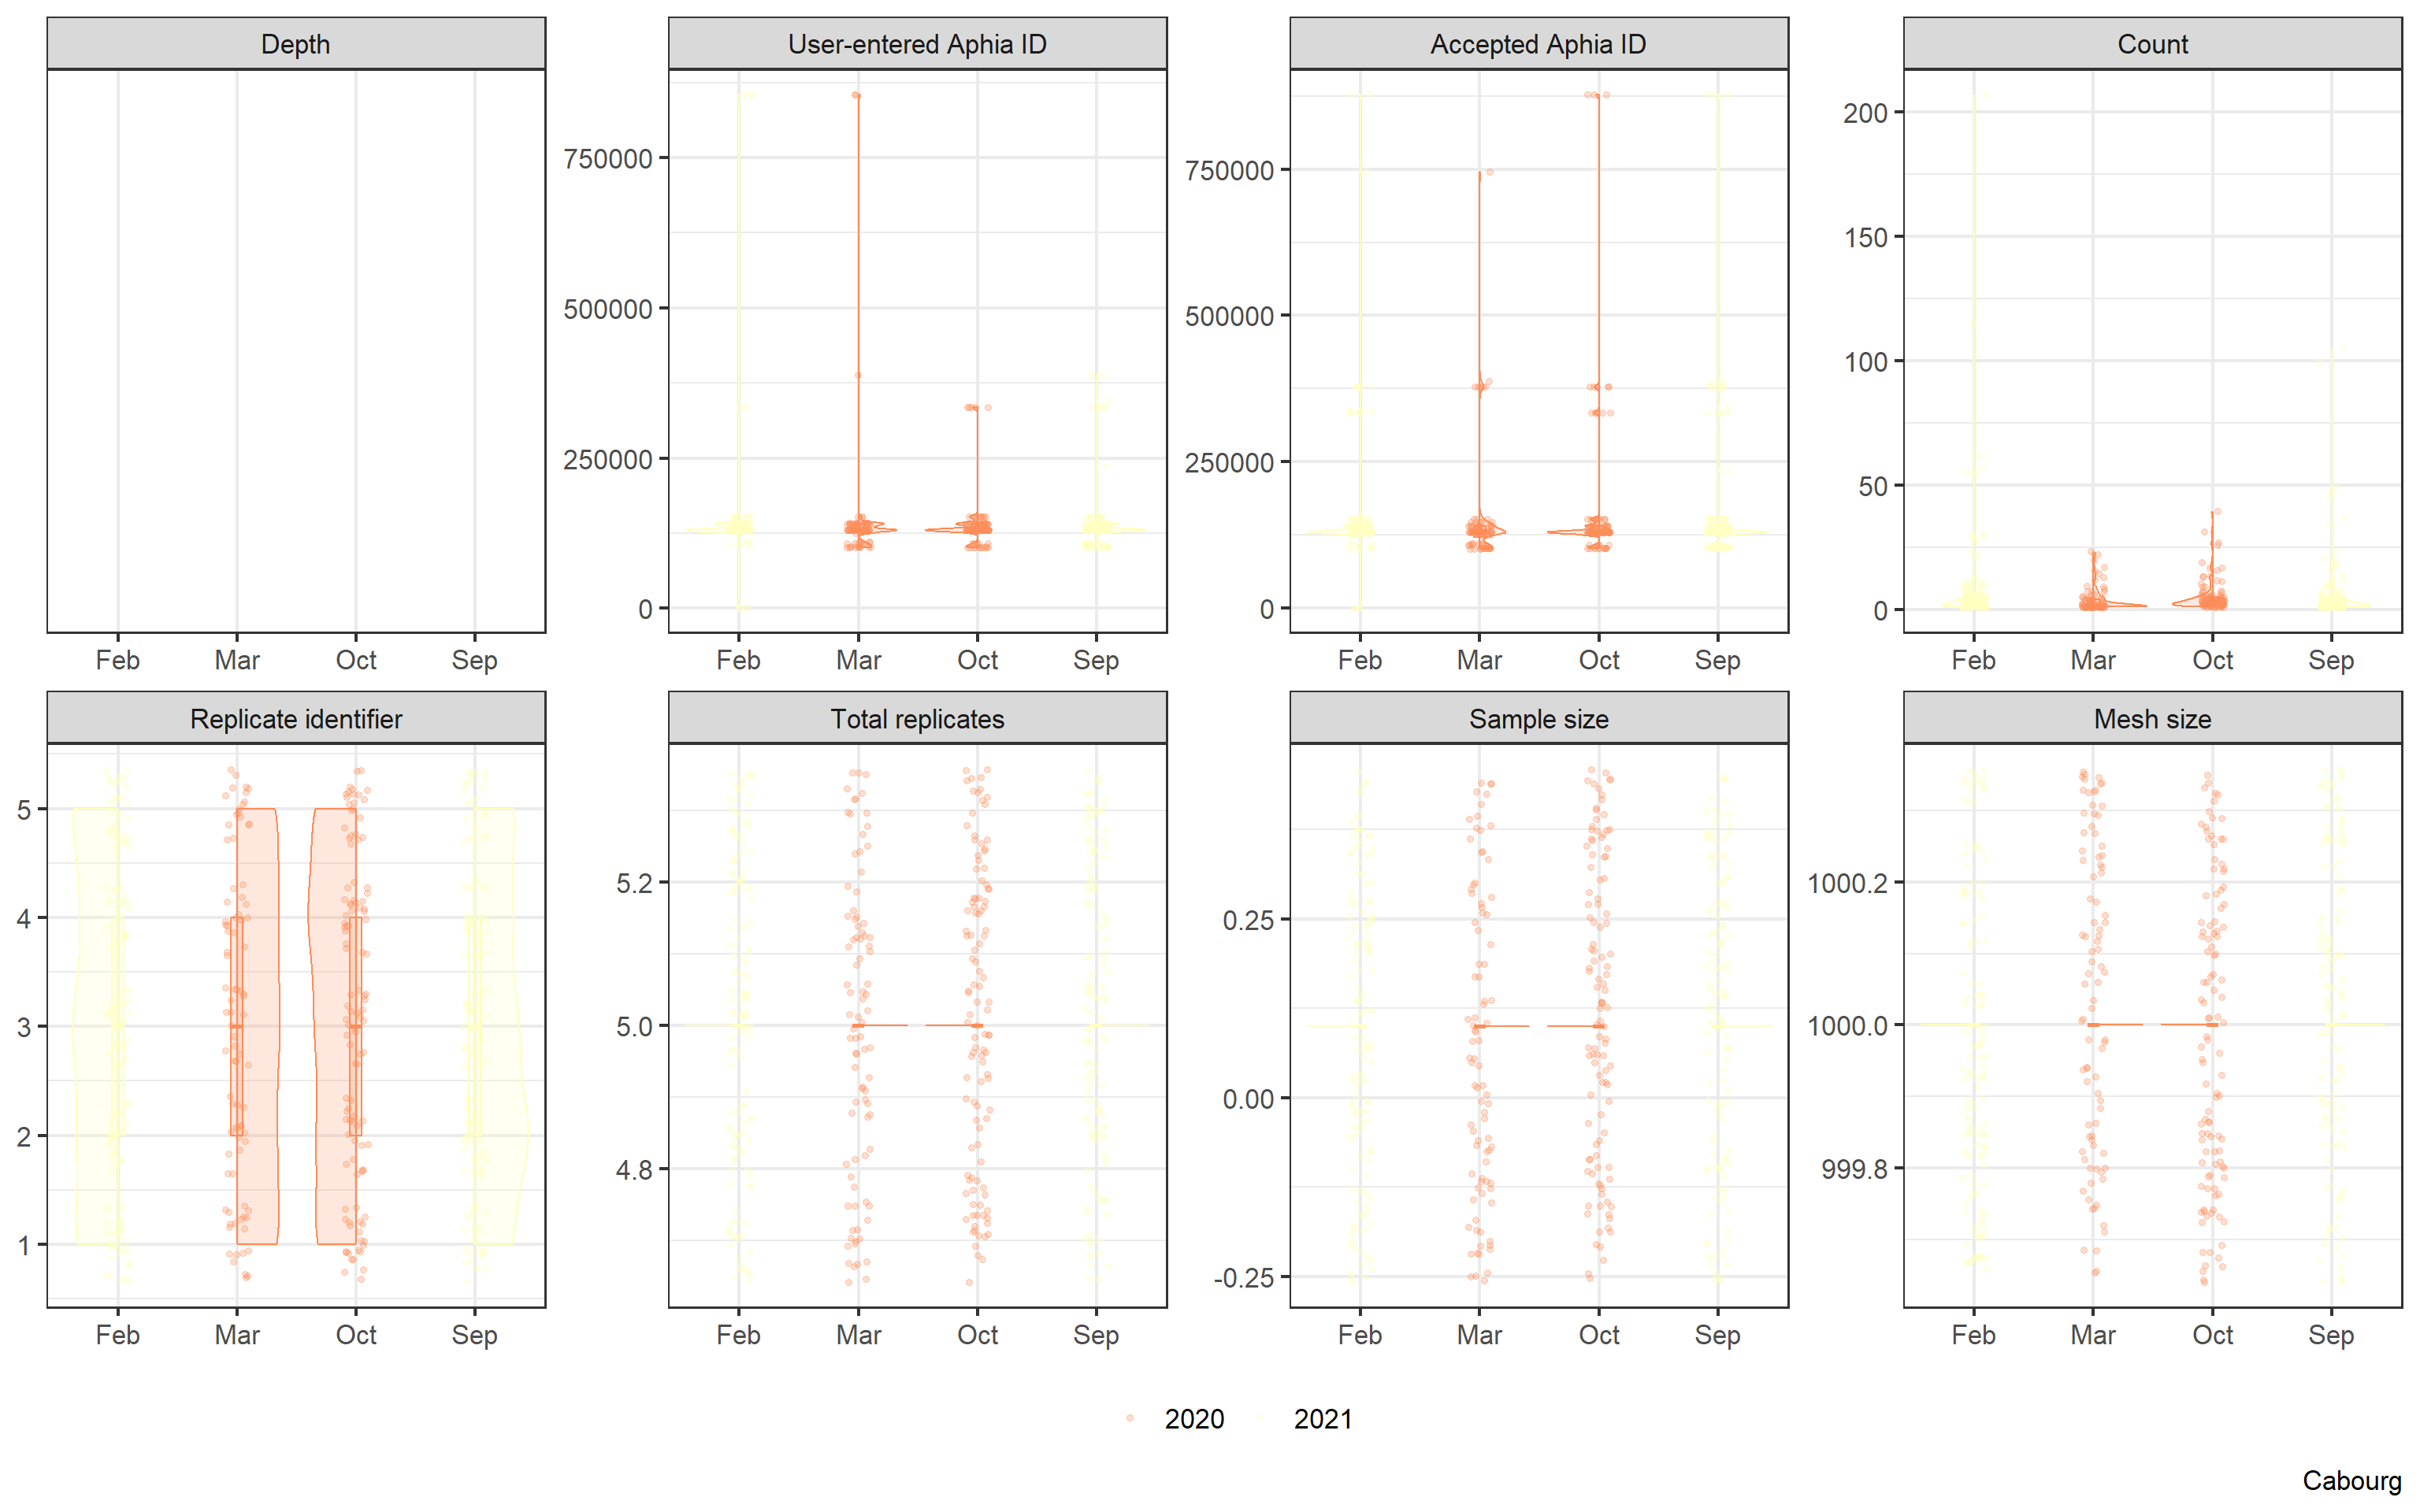 Depth User-entered Aphia ID Accepted Aphia ID Count
750000 750000 200
150
500000 500000
100
250000 250000 50
0 0 0
Feb Mar Oct Sep Feb Mar Oct Sep Feb Mar Oct Sep Feb Mar Oct Sep
Replicate identifier Total replicates Sample size Mesh size
5
5.2 1000.2
4 0.25
3 5.0 1000.0
0.00
2 4.8 999.8
1 -0.25
Feb Mar Oct Sep Feb Mar Oct Sep Feb Mar Oct Sep Feb Mar Oct Sep
2020 2021
Cabourg